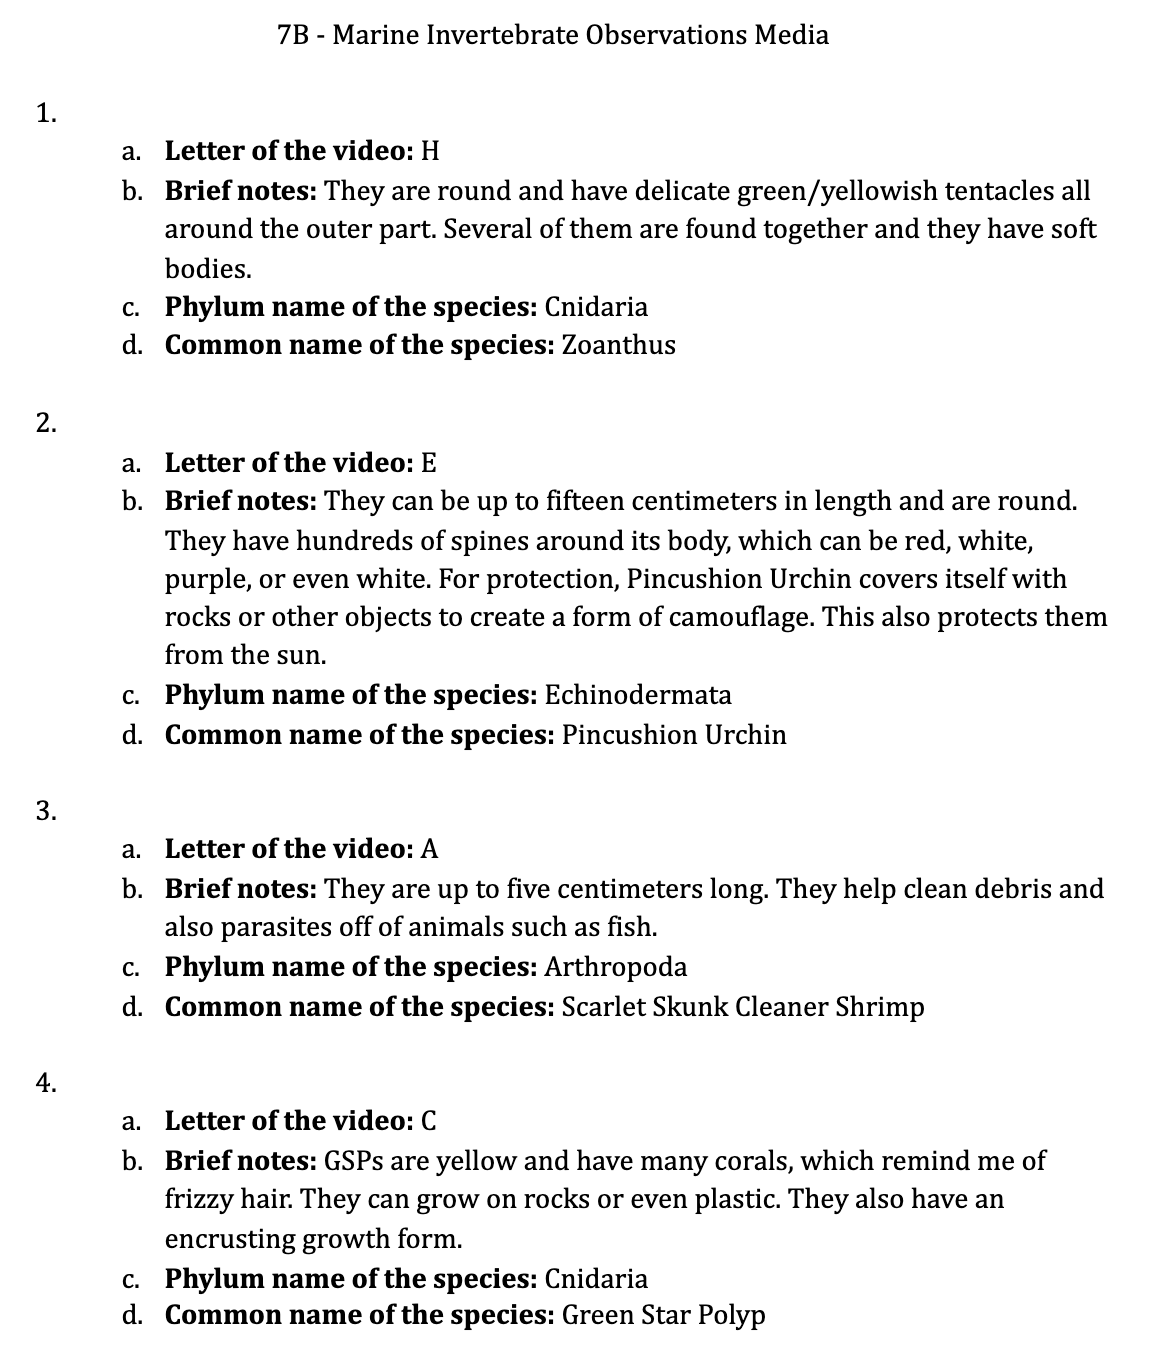 7B - Marine Invertebrate Observations Media
1.
a. Letter of the video: H
b. Brief notes: They are round and have delicate green/yellowish tentacles all
around the outer part. Several of them are found together and they have soft
bodies.
c. Phylum name of the species: Cnidaria
d. Common name of the species: Zoanthus
2.
a. Letter of the video: E
b. Brief notes: They can be up to fifteen centimeters in length and are round.
They have hundreds of spines around its body, which can be red, white,
purple, or even white. For protection, Pincushion Urchin covers itself with
rocks or other objects to create a form of camouflage. This also protects them
from the sun.
c. Phylum name of the species: Echinodermata
d. Common name of the species: Pincushion Urchin
3.
a. Letter of the video: A
b. Brief notes: They are up to five centimeters long. They help clean debris and
also parasites off of animals such as fish.
c. Phylum name of the species: Arthropoda
d. Common name of the species: Scarlet Skunk Cleaner Shrimp
4.
a. Letter of the video: C
b. Brief notes: GSPs are yellow and have many corals, which remind me of
frizzy hair. They can grow on rocks or even plastic. They also have an
encrusting growth form.
c. Phylum name of the species: Cnidaria
d. Common name of the species: Green Star Polyp